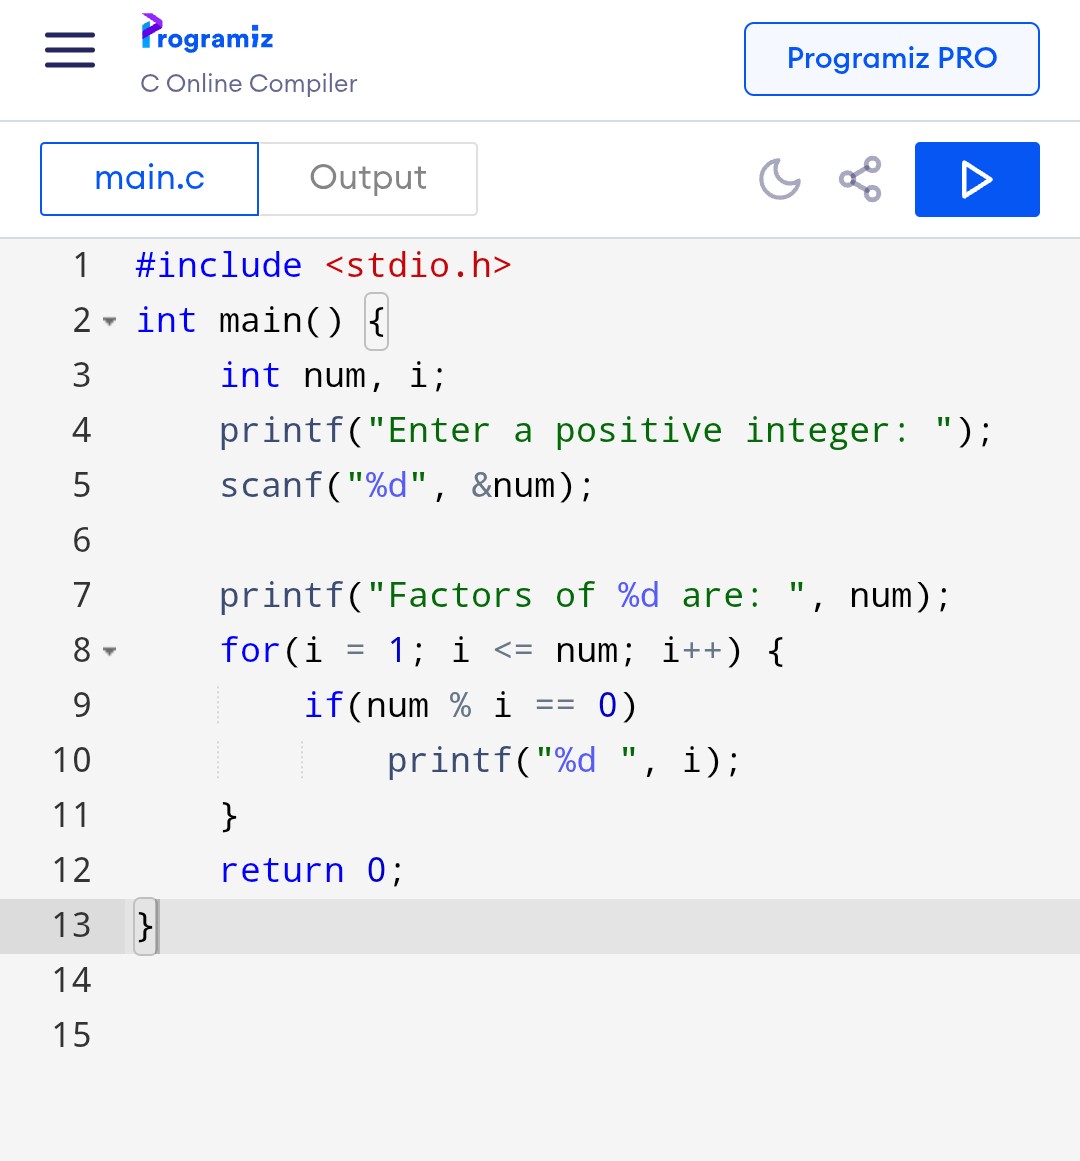 Programiz
C Online Compiler
Programiz PRO
main.c
Output
1 #include <stdio.h>
2 int main() {
3     int num, i;
4     printf("Enter a positive integer: ");
5     scanf("%d", &num);
6
7     printf("Factors of %d are: ", num);
8     for(i = 1; i <= num; i++) {
9         if(num % i == 0)
10             printf("%d ", i);
11     }
12     return 0;
13 }
14
15